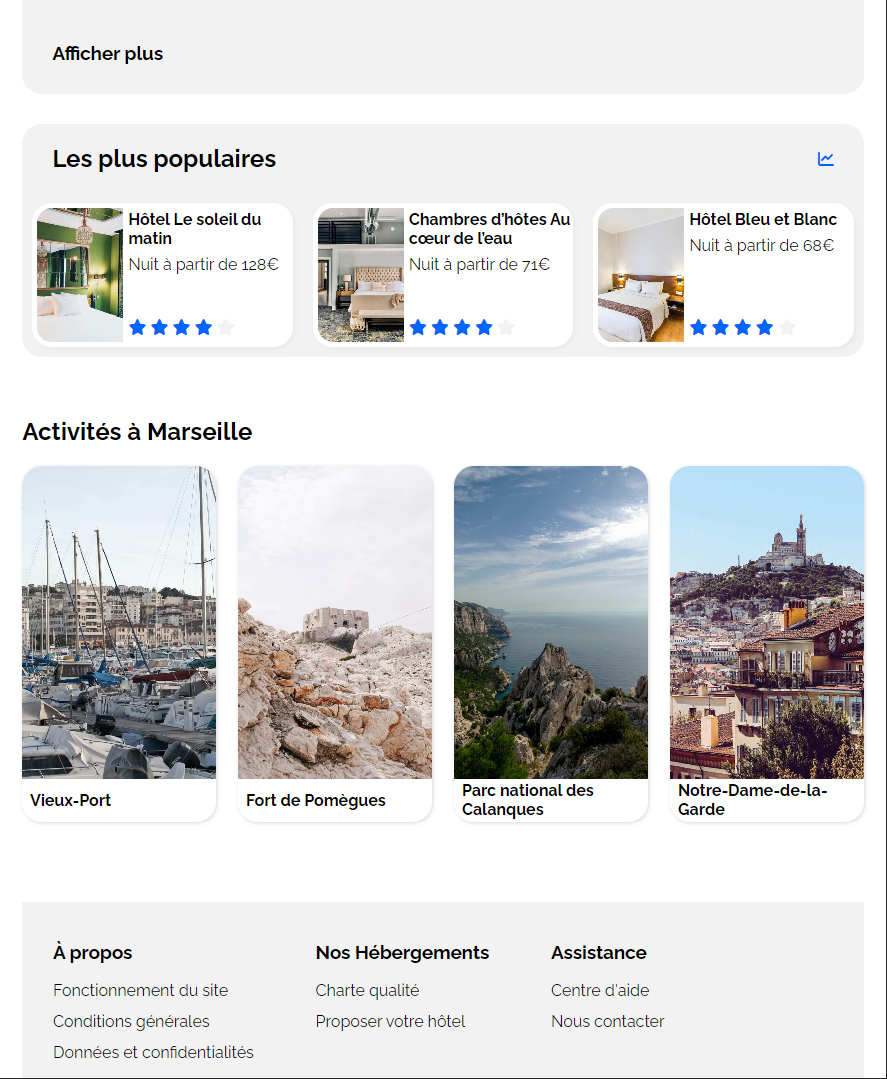 Afficher plus
Les plus populaires
Hôtel Le soleil du
matin
Nuit à partir de 128€
Chambres d'hôtes Au
cœur de l'eau
Nuit à partir de 71€
Hôtel Bleu et Blanc
Nuit à partir de 68€
Activités à Marseille
Vieux-Port
Fort de Pomègues
Parc national des
Calanques
Notre-Dame-de-la-
Garde
À propos
Fonctionnement du site
Conditions générales
Données et confidentialités
Nos Hébergements
Charte qualité
Proposer votre hôtel
Assistance
Centre d'aide
Nous contacter